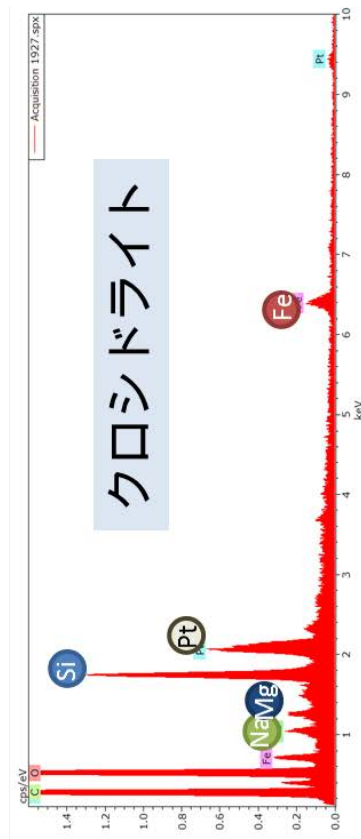 cps/eV
Acquisition 1927.spx
クロシドライト
C
O
Fe
Na
Mg
Si
Pt
Fe
Pt
1.4
1.2
1.0
0.8
0.6
0.4
0.2
0.0
1 2 3 4 5 6 7 8 9 10
keV